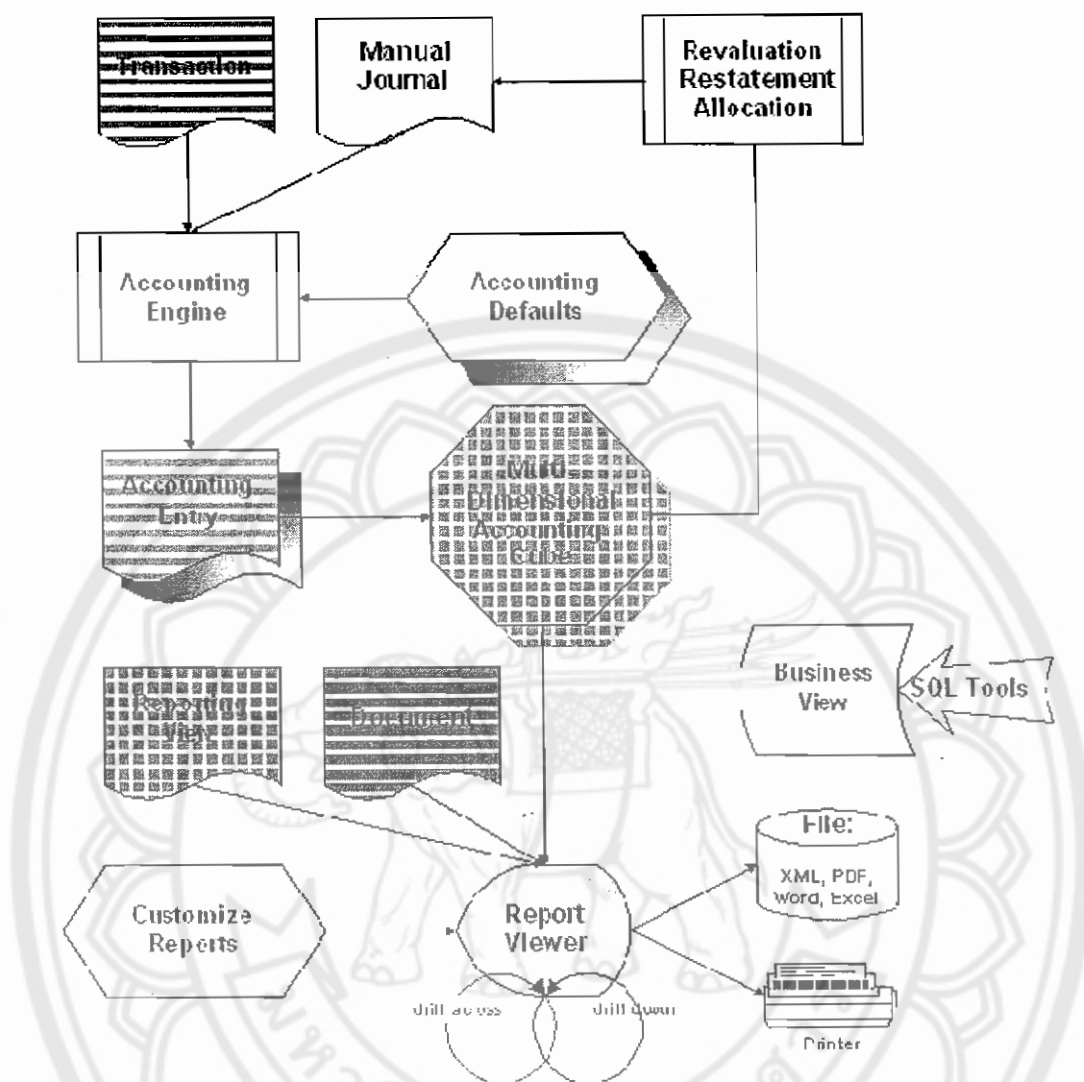 Transaction
Manual
Journal
Revaluation
Restatement
Allocation
Accounting
Engine
Accounting
Defaults
Accounting
Entry
Multi
Dimensional
Accounting
Cube
Reporting
View
Document
Business
View
SQL Tools
File:
XML, PDF,
Word, Excel
Customize
Reports
Report
Viewer
drill across
drill down
Printer